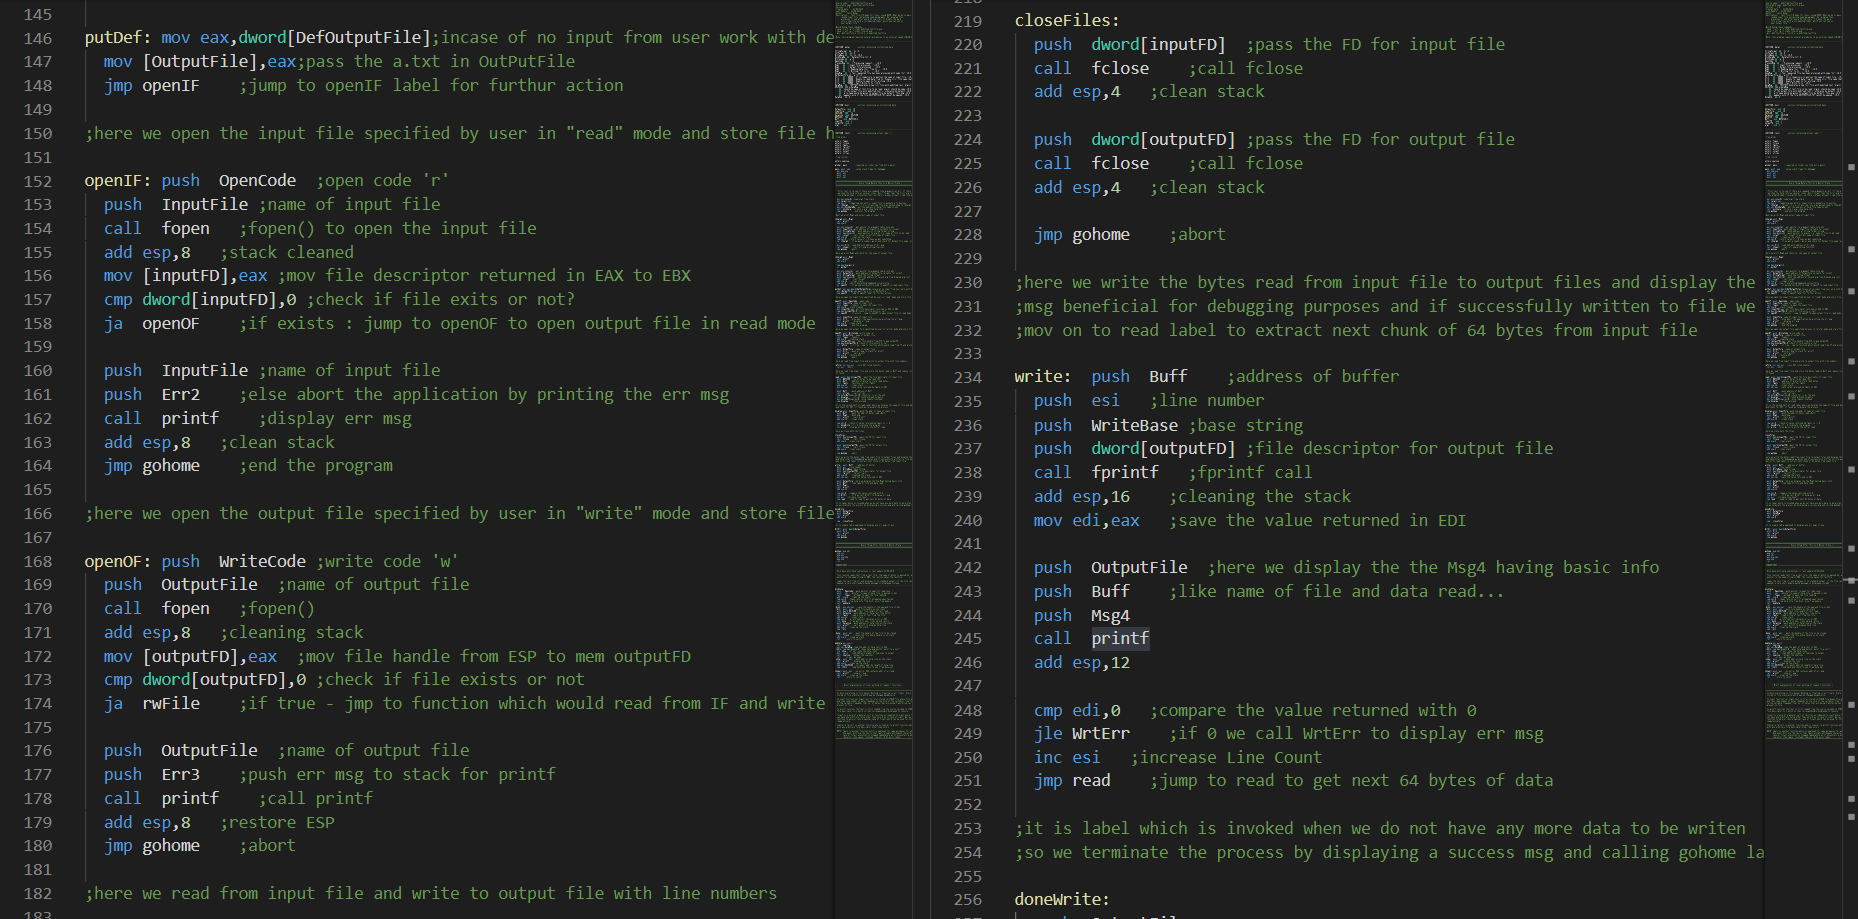 145
146 putDef: mov eax,dword[DefOutputFile];incase of no input from user work with de
147 mov [OutputFile],eax;pass the a.txt in OutPutFile
148 jmp openIF ;jump to openIF label for furthur action
149
150 ;here we open the input file specified by user in "read" mode and store file h
151
152 openIF: push OpenCode ;open code 'r'
153 push InputFile ;name of input file
154 call fopen ;fopen() to open the input file
155 add esp,8 ;stack cleaned
156 mov [inputFD],eax ;mov file descriptor returned in EAX to EBX
157 cmp dword[inputFD],0 ;check if file exits or not?
158 ja openOF ;if exists : jump to openOF to open output file in read mode
159
160 push InputFile ;name of input file
161 push Err2 ;else abort the application by printing the err msg
162 call printf ;display err msg
163 add esp,8 ;clean stack
164 jmp gohome ;end the program
165
166 ;here we open the output file specified by user in "write" mode and store file
167
168 openOF: push WriteCode ;write code 'w'
169 push OutputFile ;name of output file
170 call fopen ;fopen()
171 add esp,8 ;cleaning stack
172 mov [outputFD],eax ;mov file handle from ESP to mem outputFD
173 cmp dword[outputFD],0 ;check if file exists or not
174 ja rwFile ;if true - jmp to function which would read from IF and write
175
176 push OutputFile ;name of output file
177 push Err3 ;push err msg to stack for printf
178 call printf ;call printf
179 add esp,8 ;restore ESP
180 jmp gohome ;abort
181
182 ;here we read from input file and write to output file with line numbers
183
219 closeFiles:
220 push dword[inputFD] ;pass the FD for input file
221 call fclose ;call fclose
222 add esp,4 ;clean stack
223
224 push dword[outputFD] ;pass the FD for output file
225 call fclose ;call fclose
226 add esp,4 ;clean stack
227
228 jmp gohome ;abort
229
230 ;here we write the bytes read from input file to output files and display the
231 ;msg beneficial for debugging purposes and if successfully written to file we
232 ;mov on to read label to extract next chunk of 64 bytes from input file
233
234 write: push Buff ;address of buffer
235 push esi ;line number
236 push WriteBase ;base string
237 push dword[outputFD] ;file descriptor for output file
238 call fprintf ;fprintf call
239 add esp,16 ;cleaning the stack
240 mov edi,eax ;save the value returned in EDI
241
242 push OutputFile ;here we display the the Msg4 having basic info
243 push Buff ;like name of file and data read...
244 push Msg4
245 call printf
246 add esp,12
247
248 cmp edi,0 ;compare the value returned with 0
249 jle WrtErr ;if 0 we call WrtErr to display err msg
250 inc esi ;increase Line Count
251 jmp read ;jump to read to get next 64 bytes of data
252
253 ;it is label which is invoked when we do not have any more data to be writen
254 ;so we terminate the process by displaying a success msg and calling gohome la
255
256 doneWrite: